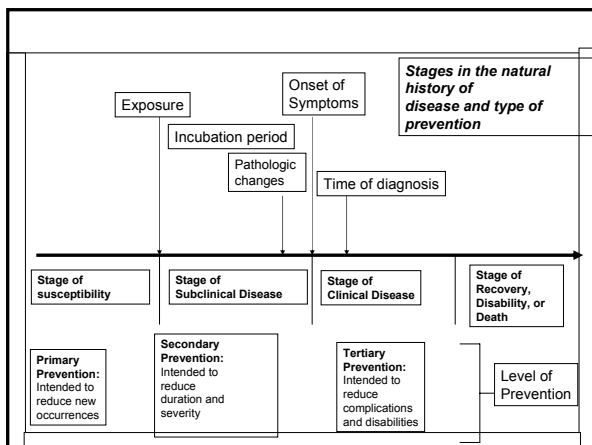 Stages in the natural
history of
disease and type of
prevention
Onset of
Symptoms
Exposure
Incubation period
Pathologic
changes
Time of diagnosis
Stage of
susceptibility
Stage of
Subclinical Disease
Stage of
Clinical Disease
Stage of
Recovery,
Disability, or
Death
Primary
Prevention:
Intended to
reduce new
occurrences
Secondary
Prevention:
Intended to
reduce
duration and
severity
Tertiary
Prevention:
Intended to
reduce
complications
and disabilities
Level of
Prevention